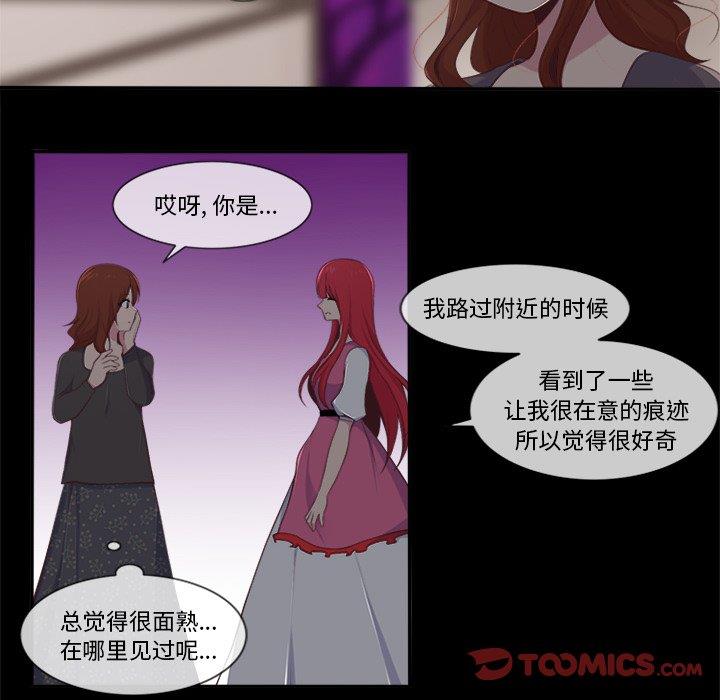 哎呀, 你是...
我路过附近的时候
看到了一些
让我很在意的痕迹
所以觉得很好奇
总觉得很面熟...
在哪里见过呢...
TOOMICS.COM